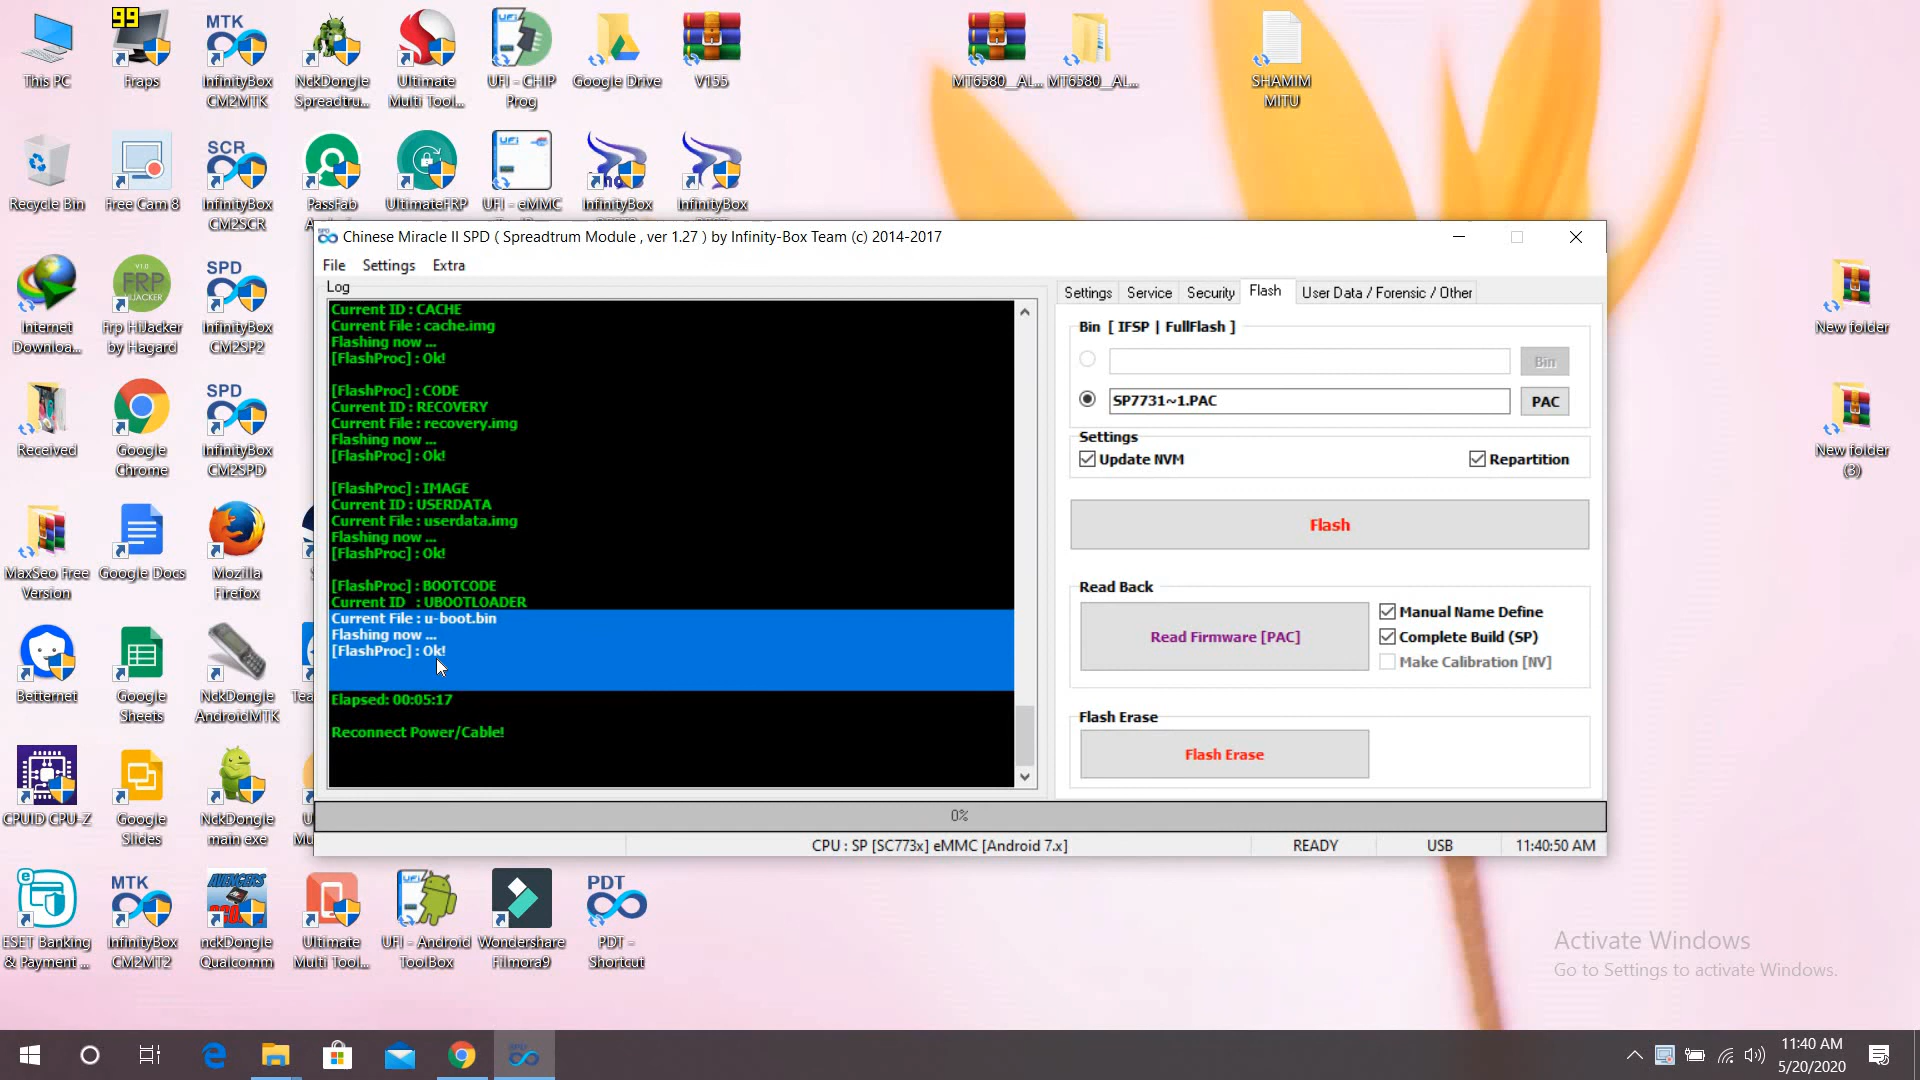 99
This PC
Fraps
MTK
InfinityBox
CM2MTK
NckDongle
Spreadtru...
Ultimate
Multi Tool...
UFi
UFI - CHIP
Prog
Google Drive
V155
MT6580__AL...
MT6580__AL...
SHAMIM
MITU
Recycle Bin
Free Cam 8
SCR
InfinityBox
CM2SCR
PassFab
UltimateFRP
UFi
UFI - eMMC
InfinityBox
InfinityBox
Internet
Downloa...
V1.0
FRP
HIJACKER
Frp HiJacker
by Hagard
SPD
InfinityBox
CM2SP2
Received
Google
Chrome
SPD
InfinityBox
CM2SPD
MaxSeo Free
Version
Google Docs
Mozilla
Firefox
Betternet
Google
Sheets
NckDongle
AndroidMTK
CPUID CPU-Z
Google
Slides
NckDongle
main exe
ESET Banking
& Payment ...
MTK
InfinityBox
CM2MT2
AVENGERS
nckDongle
Qualcomm
Ultimate
Multi Tool...
UFi
UFI - Android
ToolBox
Wondershare
Filmora9
PDT
PDT -
Shortcut
New folder
New folder
(3)
Chinese Miracle II SPD ( Spreadtrum Module , ver 1.27 ) by Infinity-Box Team (c) 2014-2017
File Settings Extra
Log
Current ID : CACHE
Current File : cache.img
Flashing now ...
[FlashProc] : Ok!
[FlashProc] : CODE
Current ID : RECOVERY
Current File : recovery.img
Flashing now ...
[FlashProc] : Ok!
[FlashProc] : IMAGE
Current ID : USERDATA
Current File : userdata.img
Flashing now ...
[FlashProc] : Ok!
[FlashProc] : BOOTCODE
Current ID : UBOOTLOADER
Current File : u-boot.bin
Flashing now ...
[FlashProc] : Ok!
Elapsed: 00:05:17
Reconnect Power/Cable!
Settings Service Security Flash User Data / Forensic / Other
Bin [ IFSP | FullFlash ]
Bin
SP7731~1.PAC
PAC
Settings
Update NVM
Repartition
Flash
Read Back
Read Firmware [PAC]
Manual Name Define
Complete Build (SP)
Make Calibration [NV]
Flash Erase
Flash Erase
0%
CPU : SP [SC773x] eMMC [Android 7.x]
READY
USB
11:40:50 AM
Activate Windows
Go to Settings to activate Windows.
11:40 AM
5/20/2020